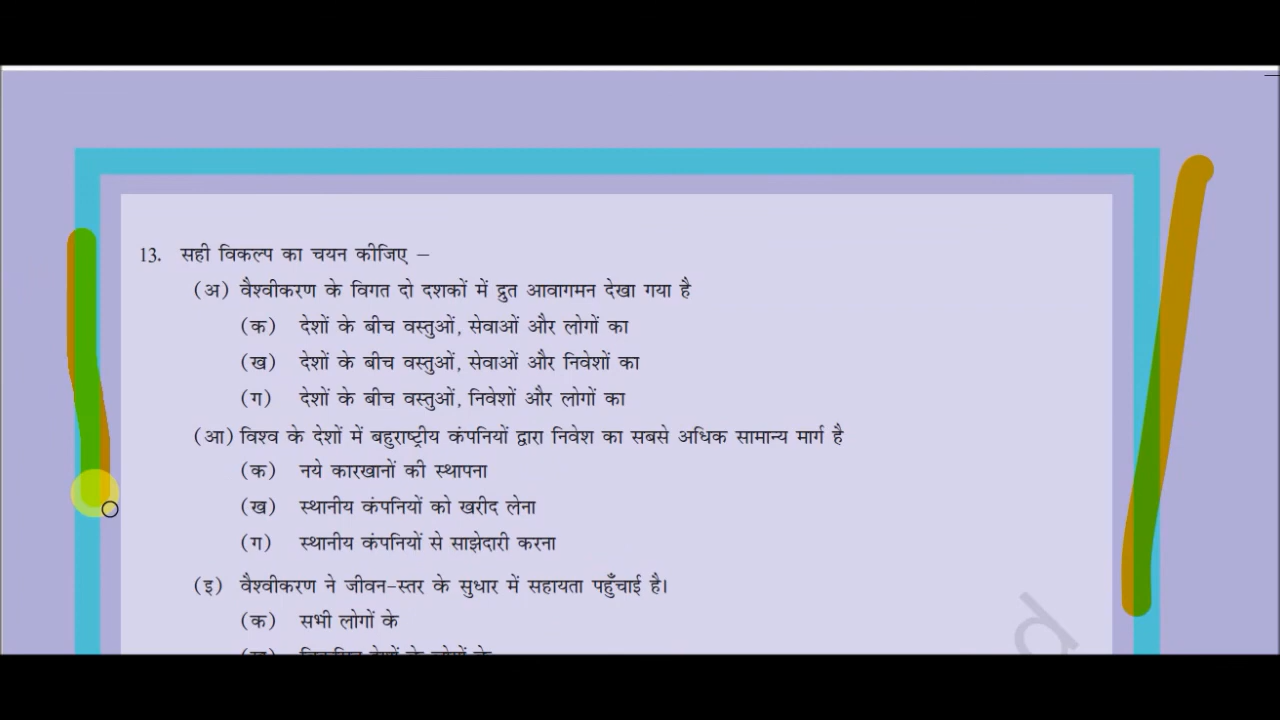 13. सही विकल्प का चयन कीजिए –
(अ) वैश्वीकरण के विगत दो दशकों में द्रुत आवागमन देखा गया है
(क) देशों के बीच वस्तुओं, सेवाओं और लोगों का
(ख) देशों के बीच वस्तुओं, सेवाओं और निवेशों का
(ग) देशों के बीच वस्तुओं, निवेशों और लोगों का
(आ) विश्व के देशों में बहुराष्ट्रीय कंपनियों द्वारा निवेश का सबसे अधिक सामान्य मार्ग है
(क) नये कारखानों की स्थापना
(ख) स्थानीय कंपनियों को खरीद लेना
(ग) स्थानीय कंपनियों से साझेदारी करना
(इ) वैश्वीकरण ने जीवन-स्तर के सुधार में सहायता पहुँचाई है।
(क) सभी लोगों के